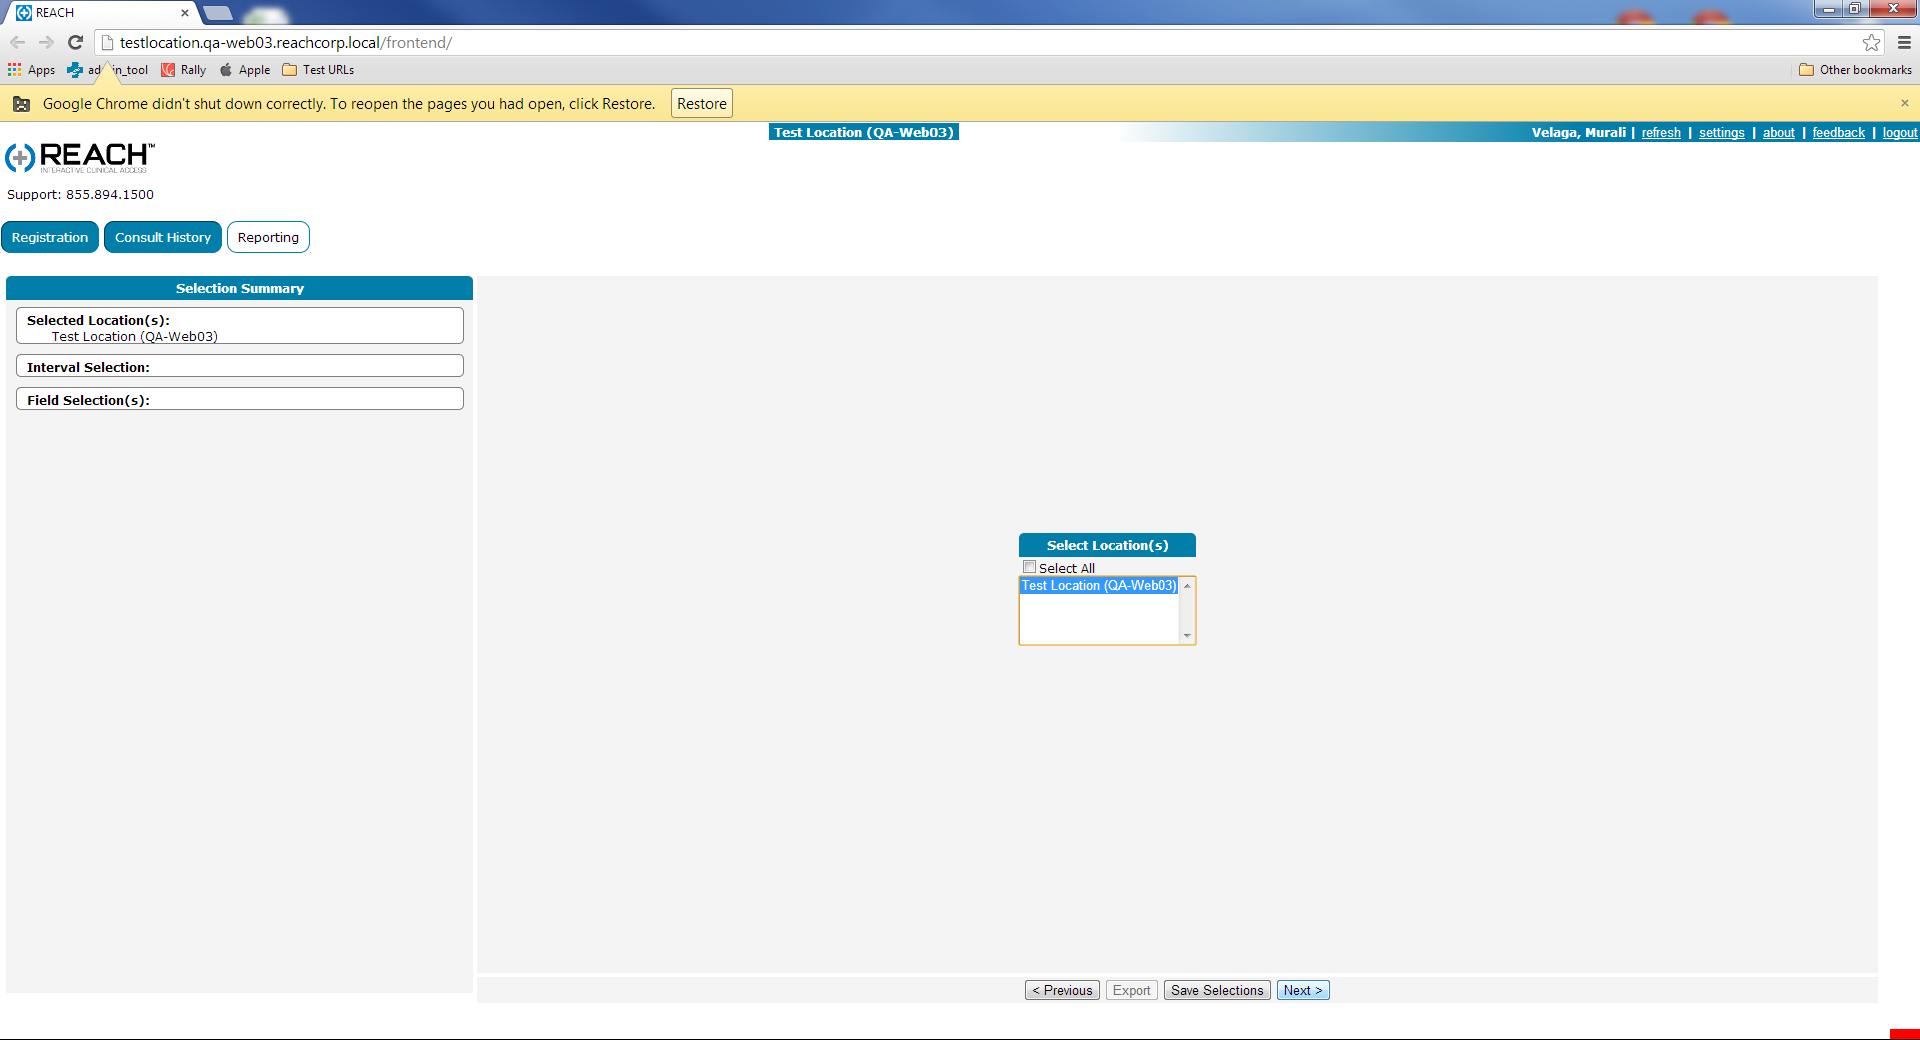 REACH
testlocation.qa-web03.reachcorp.local/frontend/
Apps
Rally
Apple
Test URLs
Other bookmarks
Google Chrome didn't shut down correctly. To reopen the pages you had open, click Restore.
Restore
Test Location (QA-Web03)
Velaga, Murali | refresh | settings | about | feedback | logout
REACH™
INTERACTIVE CLINICAL ACCESS
Support: 855.894.1500
Registration
Consult History
Reporting
Selection Summary
Selected Location(s):
Test Location (QA-Web03)
Interval Selection:
Field Selection(s):
Select Location(s)
Select All
Test Location (QA-Web03)
< Previous
Export
Save Selections
Next >